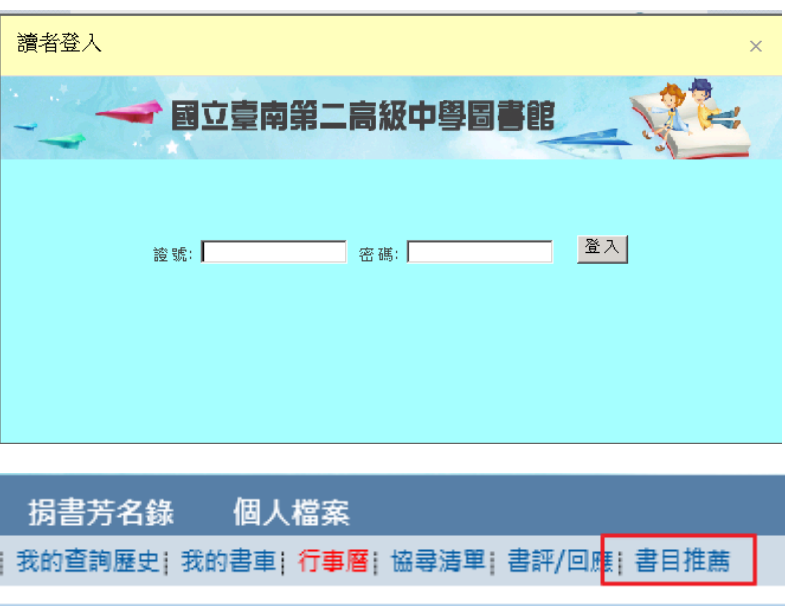 讀者登入 ×
國立臺南第二高級中學圖書館
證號: 密碼: 登入
捐書芳名錄 個人檔案
我的查詢歷史¦ 我的書車¦ 行事曆¦ 協尋清單¦ 書評/回應¦ 書目推薦